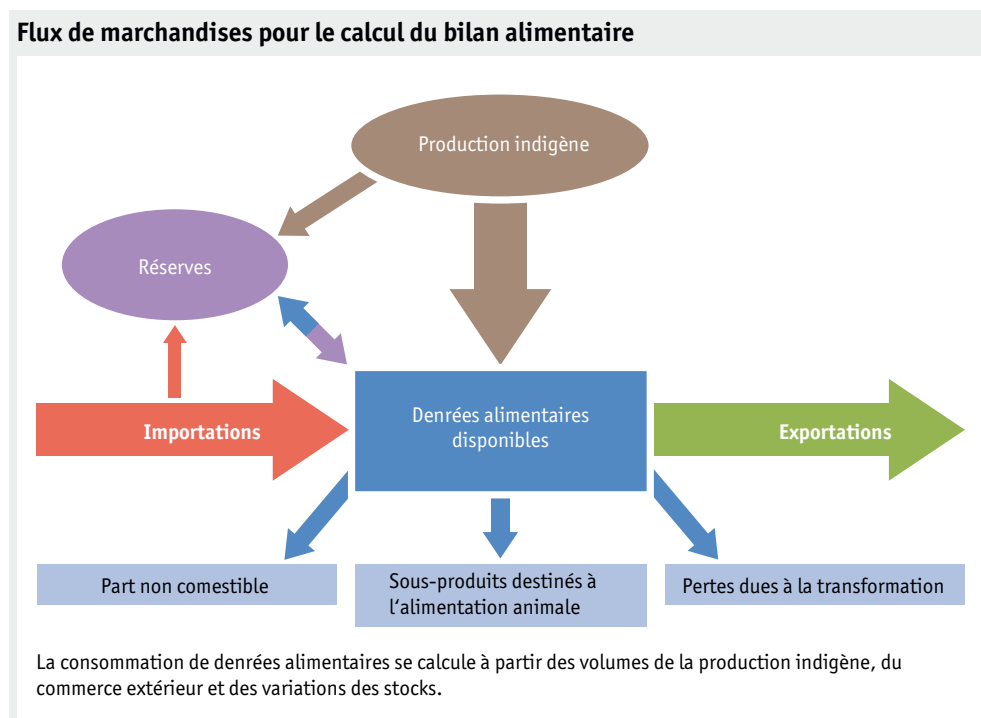 Flux de marchandises pour le calcul du bilan alimentaire
Production indigène
Réserves
Importations
Denrées alimentaires
disponibles
Exportations
Part non comestible
Sous-produits destinés à
l‘alimentation animale
Pertes dues à la transformation
La consommation de denrées alimentaires se calcule à partir des volumes de la production indigène, du
commerce extérieur et des variations des stocks.